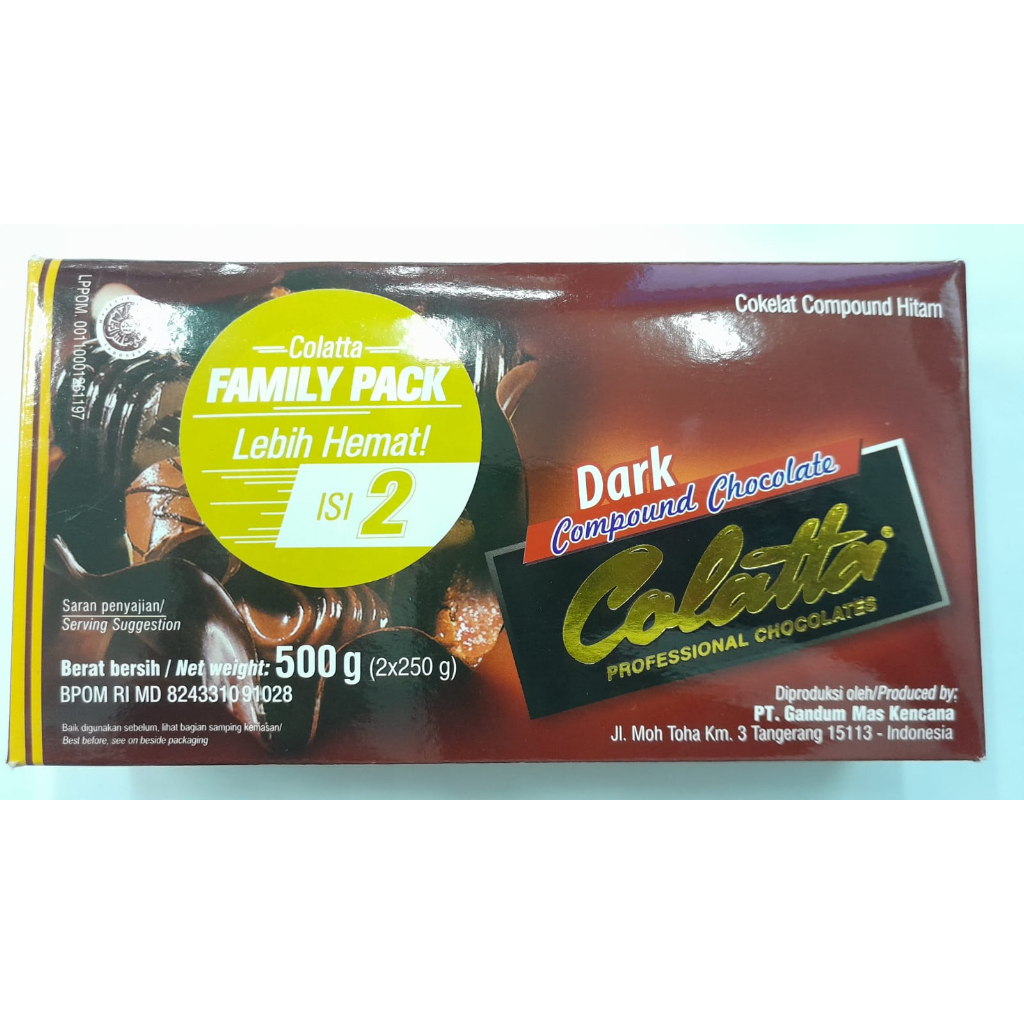 LPPOM. 00110001261197
Colatta
FAMILY PACK
Lebih Hemat!
ISI 2
Cokelat Compound Hitam
Dark
Compound Chocolate
Colatta
PROFESSIONAL CHOCOLATES
Saran penyajian/
Serving Suggestion
Berat bersih / Net weight: 500 g (2x250 g)
BPOM RI MD 824331091028
Baik digunakan sebelum, lihat bagian samping kemasan/
Best before, see on beside packaging
Diproduksi oleh/Produced by:
PT. Gandum Mas Kencana
Jl. Moh Toha Km. 3 Tangerang 15113 - Indonesia